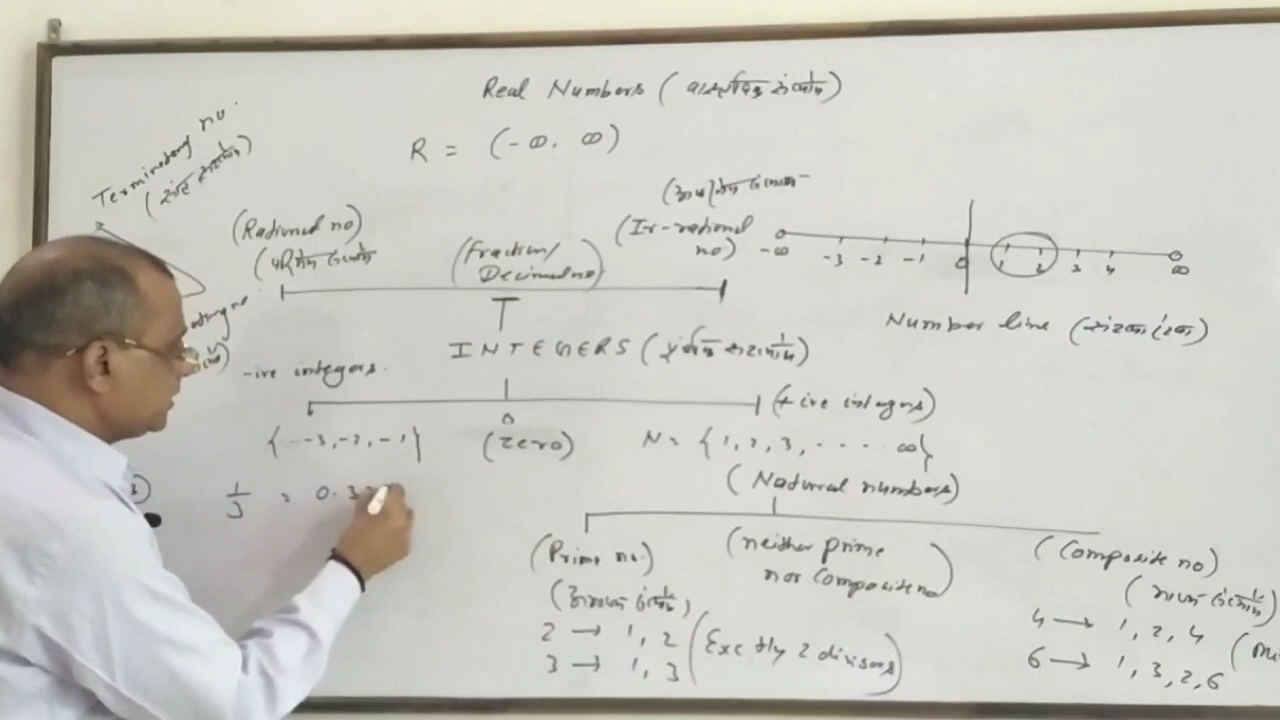 Real Numbers (वास्तविक संख्याएं)
R = (-∞, ∞)
Terminating no.
(Rational no)
(Fraction/
Decimal no)
(Ir-rational
no)
-∞ -3 -2 -1 0 1 2 3 4 ∞
Number line (संख्या रेखा)
INTEGERS (पूर्णांक संख्याएं)
-ive integers.
0
(+ive integers)
{ -3, -2, -1}
(Zero)
N = {1, 2, 3, ---- ∞}
(Natural numbers)
1/3 = 0.33
(Prime no.)
(neither prime
nor Composite no)
(Composite no)
2 → 1, 2
3 → 1, 3
(Exactly 2 divisors)
4 → 1, 2, 4
6 → 1, 3, 2, 6